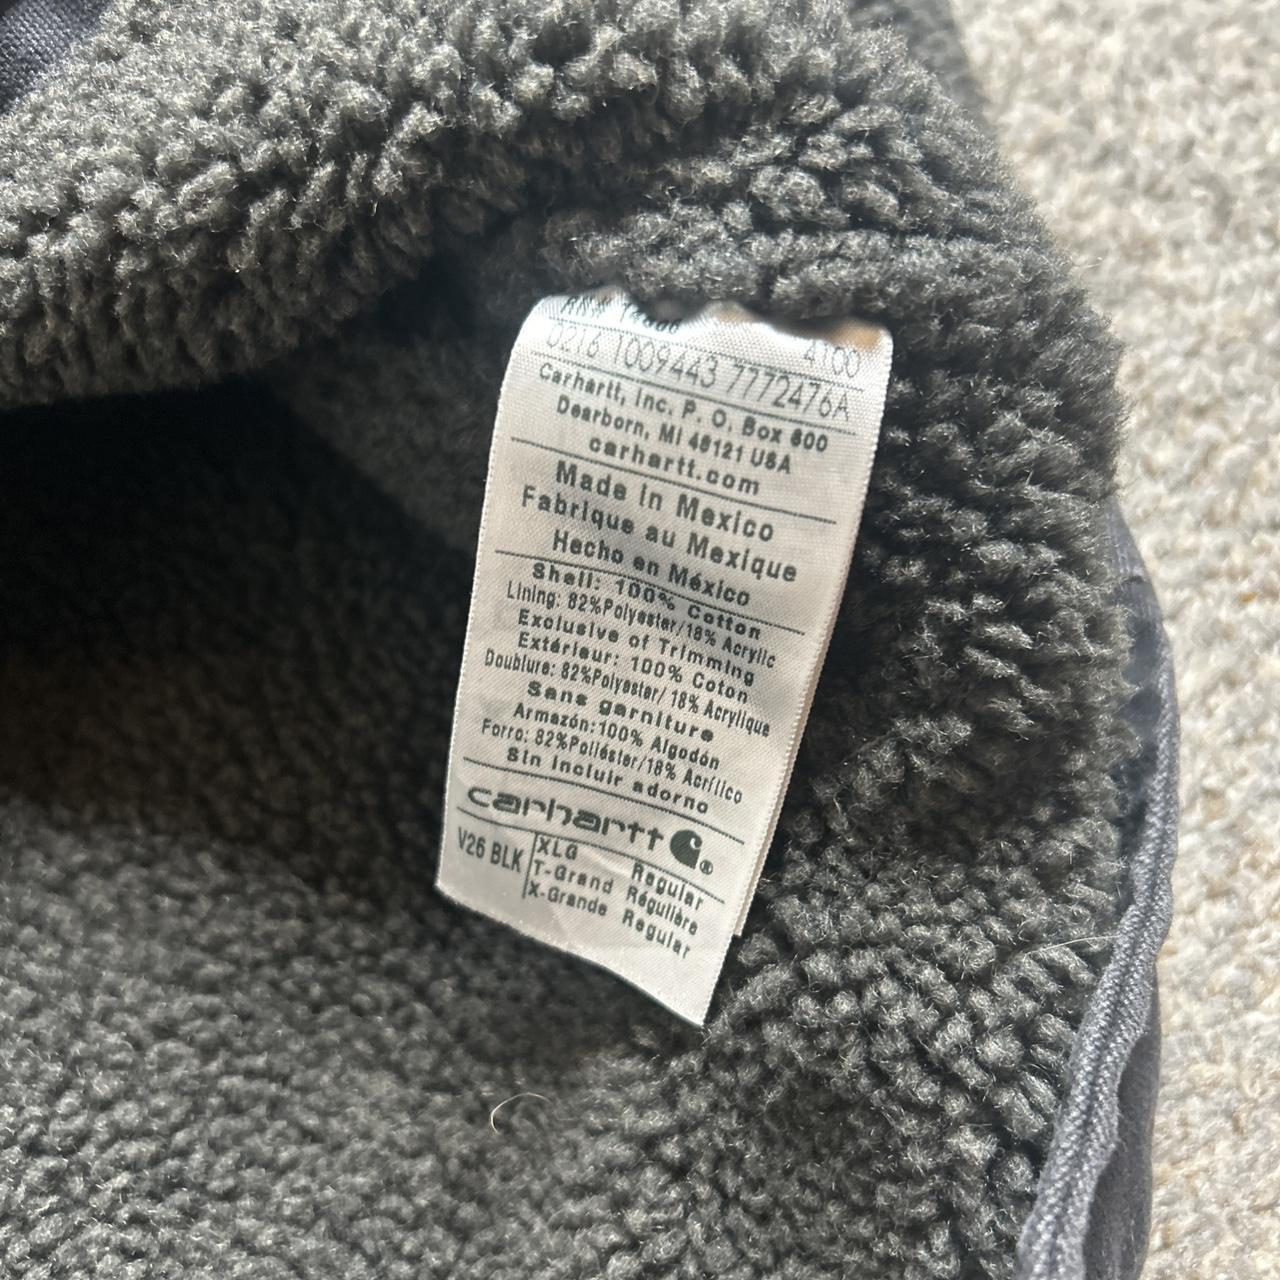 RN# 14806
4100
0216 1009443 7772476A
Carhartt, Inc. P. O. Box 600
Dearborn, MI 48121 USA
carhartt.com
Made in Mexico
Fabrique au Mexique
Hecho en México
Shell: 100% Cotton
Lining: 82%Polyester/18% Acrylic
Exclusive of Trimming
Extérieur: 100% Coton
Doublure: 82%Polyester/ 18% Acrylique
Sans garniture
Armazón:100% Algodón
Forro: 82%Poliéster/18% Acrílico
Sin incluir adorno
carhartt ®
V26 BLK XLG Regular
T-Grand Régulière
X-Grande Regular